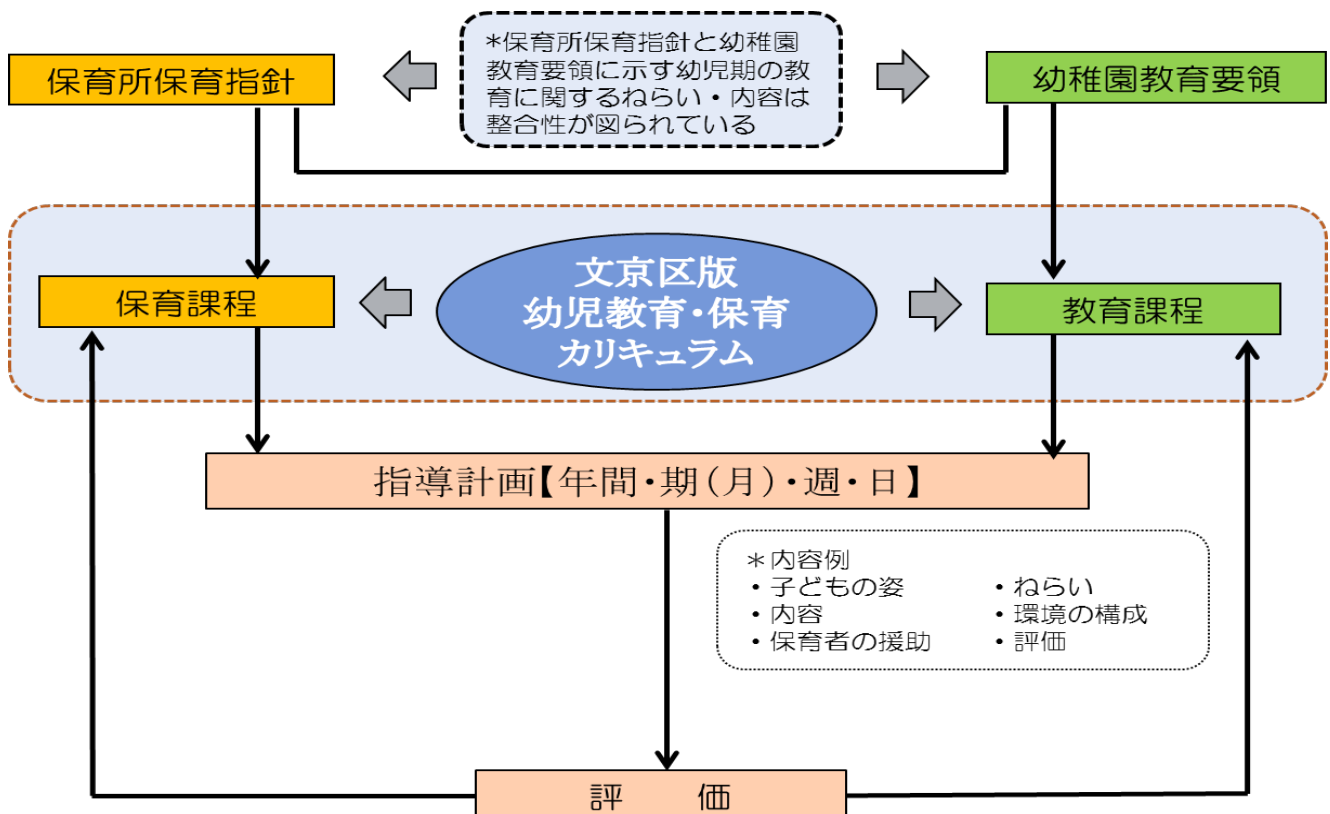 *保育所保育指針と幼稚園
教育要領に示す幼児期の教
育に関するねらい・内容は
整合性が図られている
保育所保育指針
幼稚園教育要領
文京区版
幼児教育・保育
カリキュラム
保育課程
教育課程
指導計画【年間・期(月)・週・日】
*内容例
・子どもの姿
・ねらい
・内容
・環境の構成
・保育者の援助
・評価
評 価